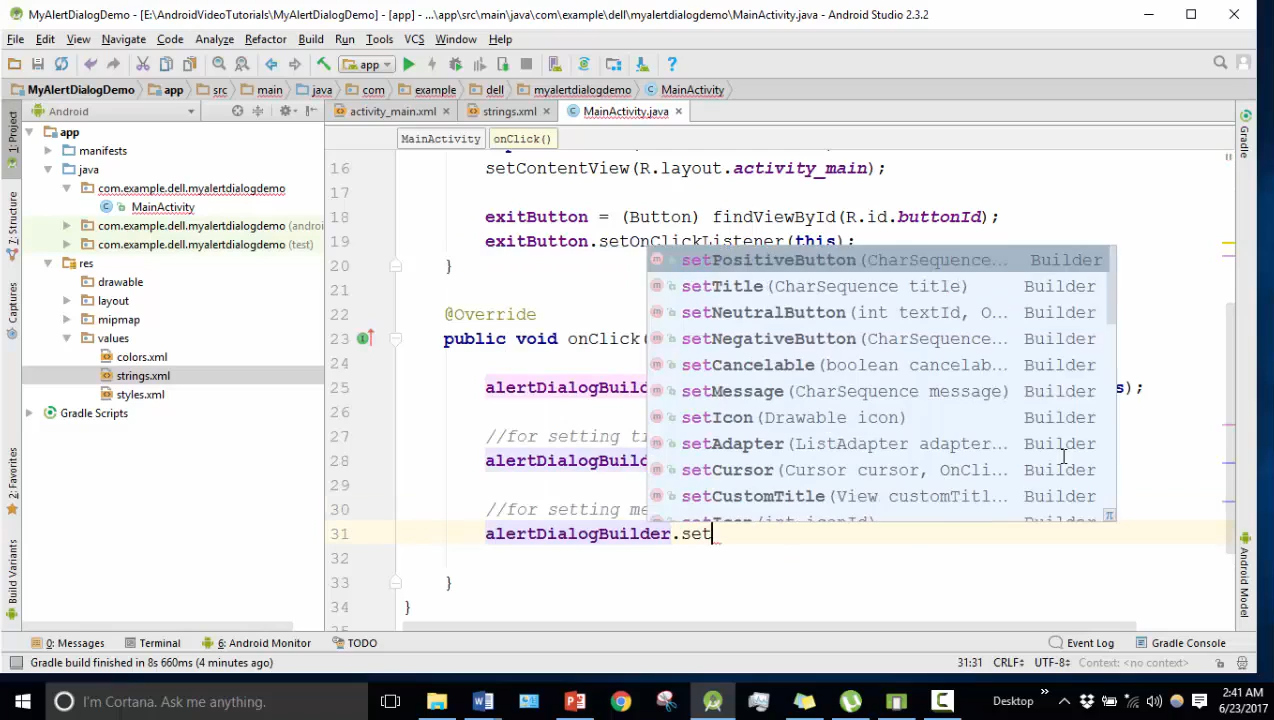 MyAlertDialogDemo - [E:\AndroidVideoTutorials\MyAlertDialogDemo] - [app] - ...\app\src\main\java\com\example\dell\myalertdialogdemo\MainActivity.java - Android Studio 2.3.2
File Edit View Navigate Code Analyze Refactor Build Run Tools VCS Window Help
app
MyAlertDialogDemo app src main java com example dell myalertdialogdemo MainActivity
Android activity_main.xml strings.xml MainActivity.java
MainActivity onClick()
1: Project
7: Structure
Captures
2: Favorites
Build Variants
app
manifests
java
com.example.dell.myalertdialogdemo
MainActivity
com.example.dell.myalertdialogdemo (androi
com.example.dell.myalertdialogdemo (test)
res
drawable
layout
mipmap
values
colors.xml
strings.xml
styles.xml
Gradle Scripts
16 setContentView(R.layout.activity_main);
17
18 exitButton = (Button) findViewById(R.id.buttonId);
19 exitButton.setOnClickListener(this);
20 }
21
22 @Override
23 public void onClick(
24
25 alertDialogBuild s);
26
27 //for setting ti
28 alertDialogBuild
29
30 //for setting me
31 alertDialogBuilder.set
32
33 }
34 }
setPositiveButton(CharSequence... Builder
setTitle(CharSequence title) Builder
setNeutralButton(int textId, O... Builder
setNegativeButton(CharSequence... Builder
setCancelable(boolean cancelab... Builder
setMessage(CharSequence message) Builder
setIcon(Drawable icon) Builder
setAdapter(ListAdapter adapter... Builder
setCursor(Cursor cursor, OnCli... Builder
setCustomTitle(View customTitl... Builder
setIcon(int iconId) Builder
π
Gradle
Android Model
0: Messages Terminal 6: Android Monitor TODO Event Log Gradle Console
Gradle build finished in 8s 660ms (4 minutes ago) 31:31 CRLF÷ UTF-8÷ Context: <no context>
I'm Cortana. Ask me anything. Desktop 2:41 AM
6/23/2017